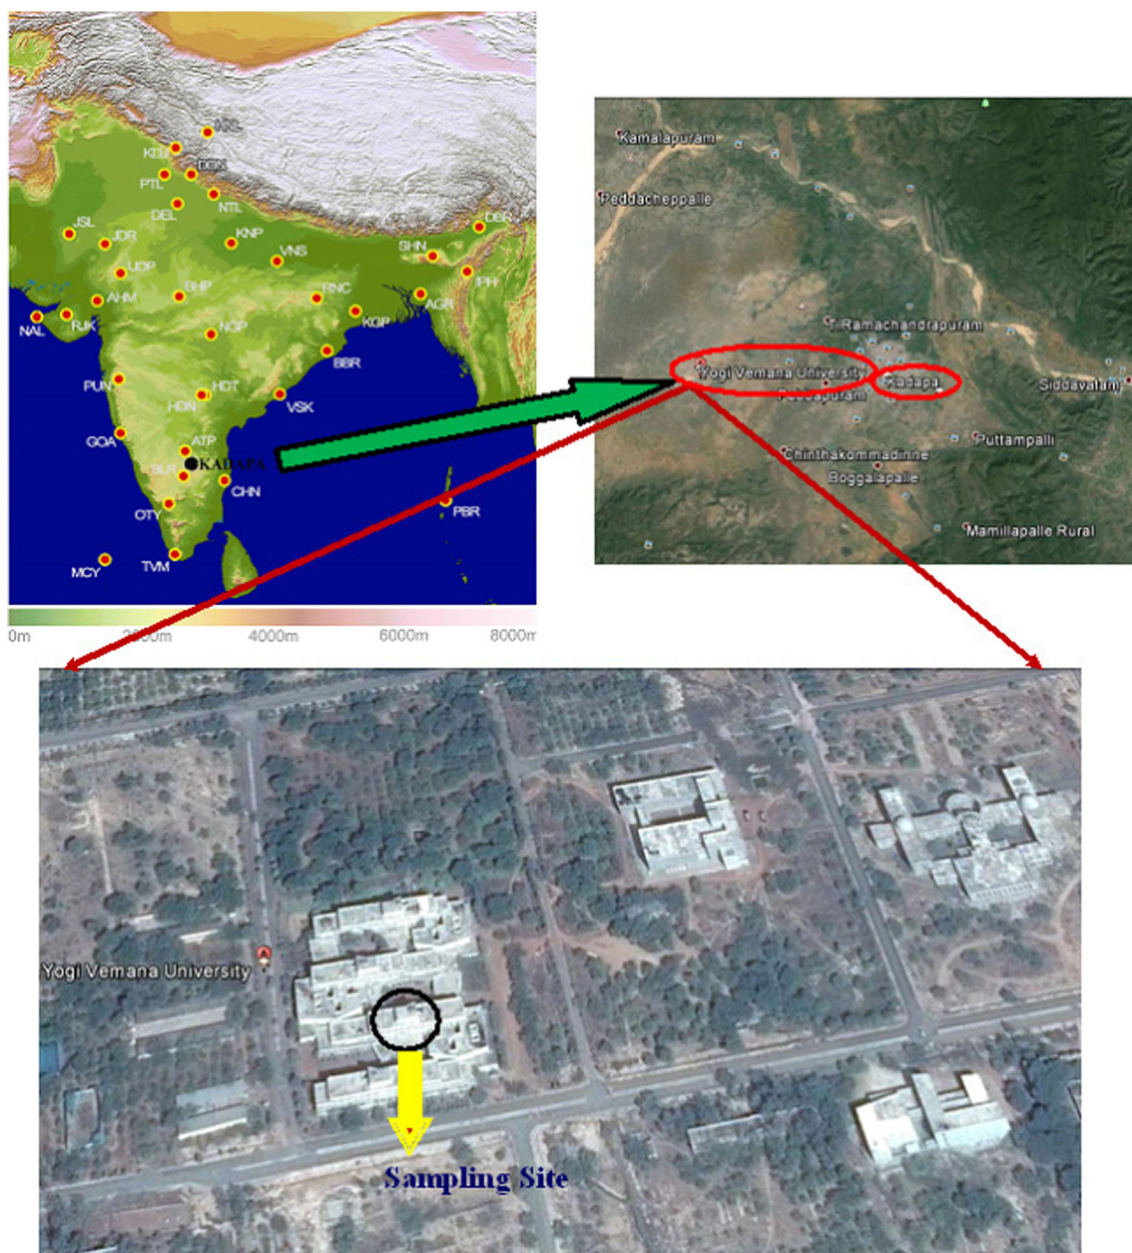 HNL
KLU
DDN
PTL
NTL
DEL
DBR
JSL
JDR
KNP
SHN
VNS
UDP
IPH
BHP
RNC
AHM
AGR
NAL
RJK
NGP
KGP
BBR
PUN
HDT
HDN
VSK
GOA
ATP
KADAPA
BLR
CHN
OTY
PBR
MCY
TVM
0m 2000m 4000m 6000m 8000m
Kamalapuram
Peddacheppalle
T Ramachandrapuram
Yogi Vemana University
Kadapa
Siddavatam
Puttampalli
Chinthakommadinne
Boggalapalle
Mamillapalle Rural
Yogi Vemana University
Sampling Site